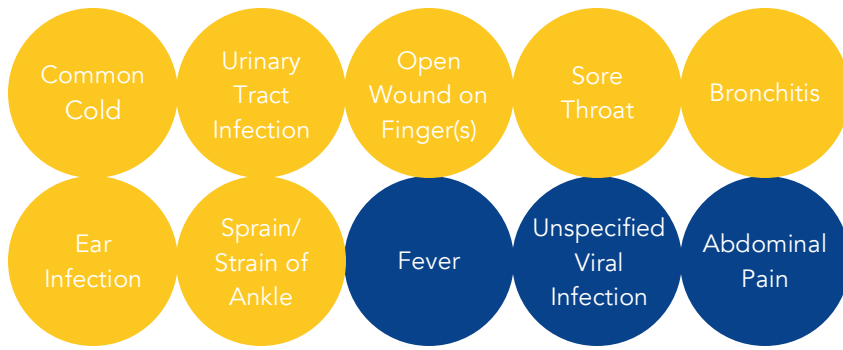 Common
Cold
Urinary
Tract
Infection
Open
Wound on
Finger(s)
Sore
Throat
Bronchitis
Ear
Infection
Sprain/
Strain of
Ankle
Fever
Unspecified
Viral
Infection
Abdominal
Pain